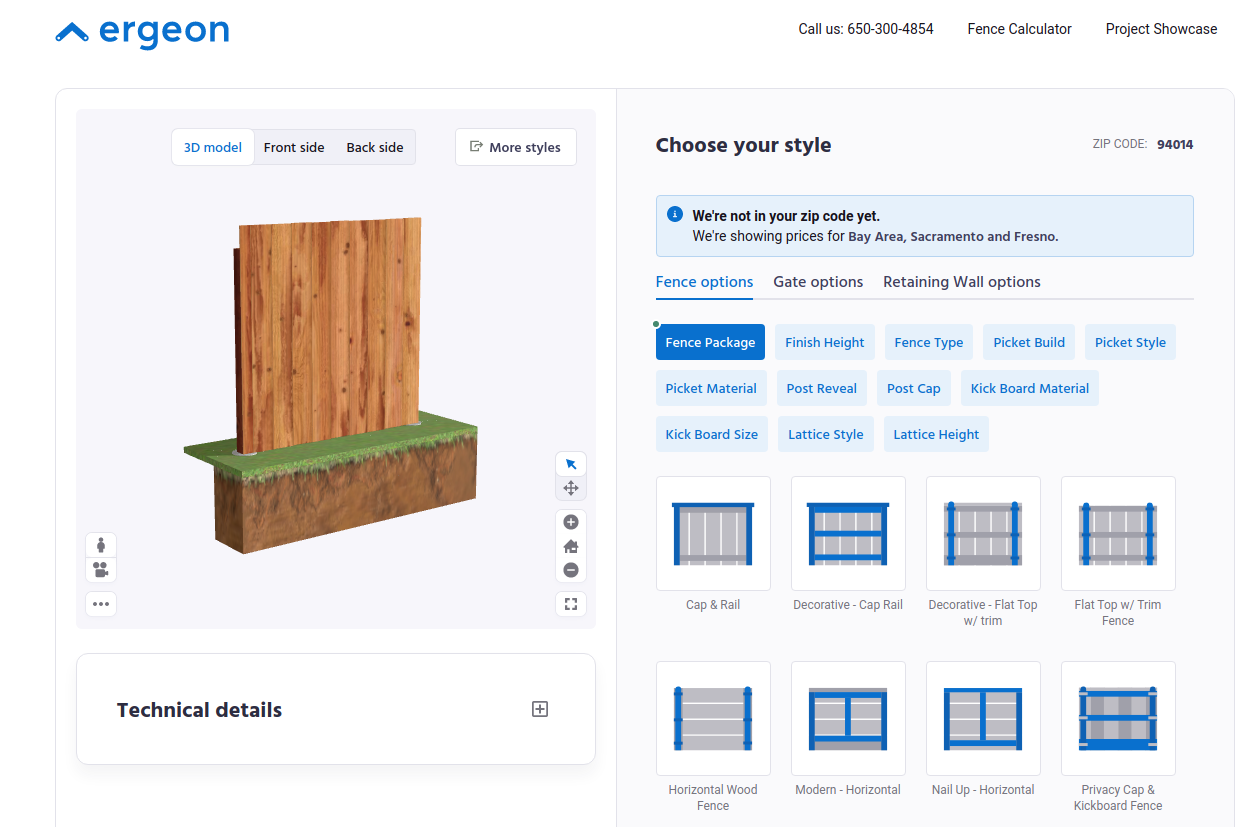 ergeon
Call us: 650-300-4854
Fence Calculator
Project Showcase
3D model
Front side
Back side
More styles
Technical details
Choose your style
ZIP CODE: 94014
We're not in your zip code yet.
We're showing prices for Bay Area, Sacramento and Fresno.
Fence options
Gate options
Retaining Wall options
Fence Package
Finish Height
Fence Type
Picket Build
Picket Style
Picket Material
Post Reveal
Post Cap
Kick Board Material
Kick Board Size
Lattice Style
Lattice Height
Cap & Rail
Decorative - Cap Rail
Decorative - Flat Top
w/ trim
Flat Top w/ Trim
Fence
Horizontal Wood
Fence
Modern - Horizontal
Nail Up - Horizontal
Privacy Cap &
Kickboard Fence